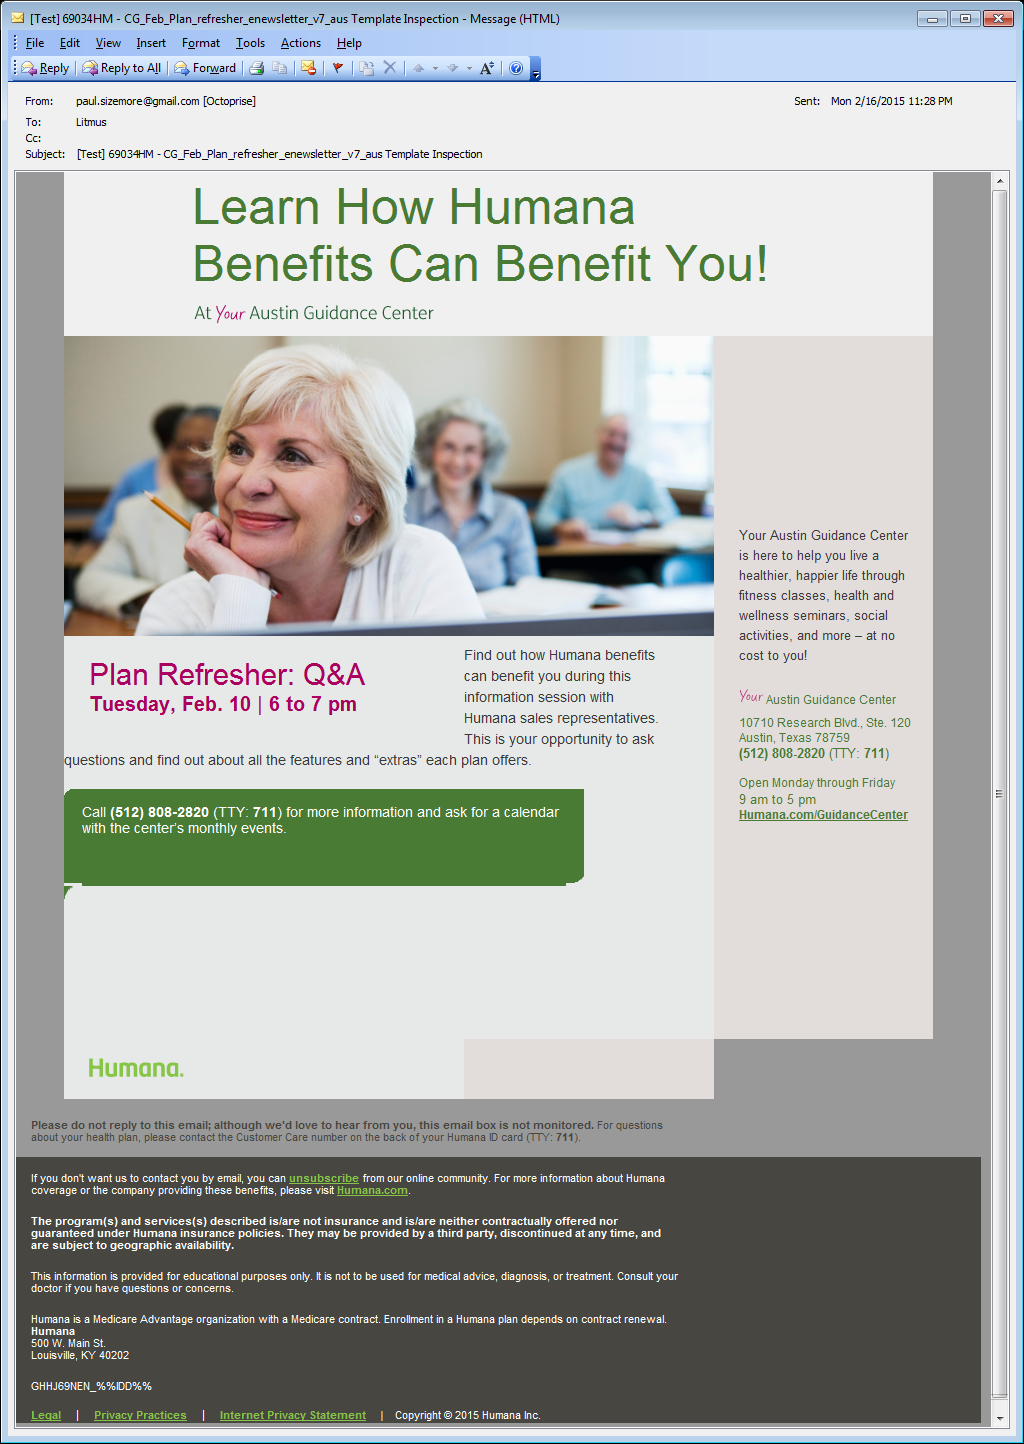 [Test] 69034HM - CG_Feb_Plan_refresher_enewsletter_v7_aus Template Inspection - Message (HTML)
File Edit View Insert Format Tools Actions Help
Reply Reply to All Forward
From: paul.sizemore@gmail.com [Octoprise] Sent: Mon 2/16/2015 11:28 PM
To: Litmus
Cc:
Subject: [Test] 69034HM - CG_Feb_Plan_refresher_enewsletter_v7_aus Template Inspection
Learn How Humana
Benefits Can Benefit You!
At Your Austin Guidance Center
Your Austin Guidance Center
is here to help you live a
healthier, happier life through
fitness classes, health and
wellness seminars, social
activities, and more – at no
cost to you!
Your Austin Guidance Center
10710 Research Blvd., Ste. 120
Austin, Texas 78759
(512) 808-2820 (TTY: 711)
Open Monday through Friday
9 am to 5 pm
Humana.com/GuidanceCenter
Plan Refresher: Q&A
Tuesday, Feb. 10 | 6 to 7 pm
Find out how Humana benefits
can benefit you during this
information session with
Humana sales representatives.
This is your opportunity to ask
questions and find out about all the features and “extras” each plan offers.
Call (512) 808-2820 (TTY: 711) for more information and ask for a calendar
with the center's monthly events.
Humana.
Please do not reply to this email; although we'd love to hear from you, this email box is not monitored. For questions
about your health plan, please contact the Customer Care number on the back of your Humana ID card (TTY: 711).
If you don't want us to contact you by email, you can unsubscribe from our online community. For more information about Humana
coverage or the company providing these benefits, please visit Humana.com.
The program(s) and services(s) described is/are not insurance and is/are neither contractually offered nor
guaranteed under Humana insurance policies. They may be provided by a third party, discontinued at any time, and
are subject to geographic availability.
This information is provided for educational purposes only. It is not to be used for medical advice, diagnosis, or treatment. Consult your
doctor if you have questions or concerns.
Humana is a Medicare Advantage organization with a Medicare contract. Enrollment in a Humana plan depends on contract renewal.
Humana
500 W. Main St.
Louisville, KY 40202
GHHJ69NEN_%%IDD%%
Legal | Privacy Practices | Internet Privacy Statement | Copyright © 2015 Humana Inc.